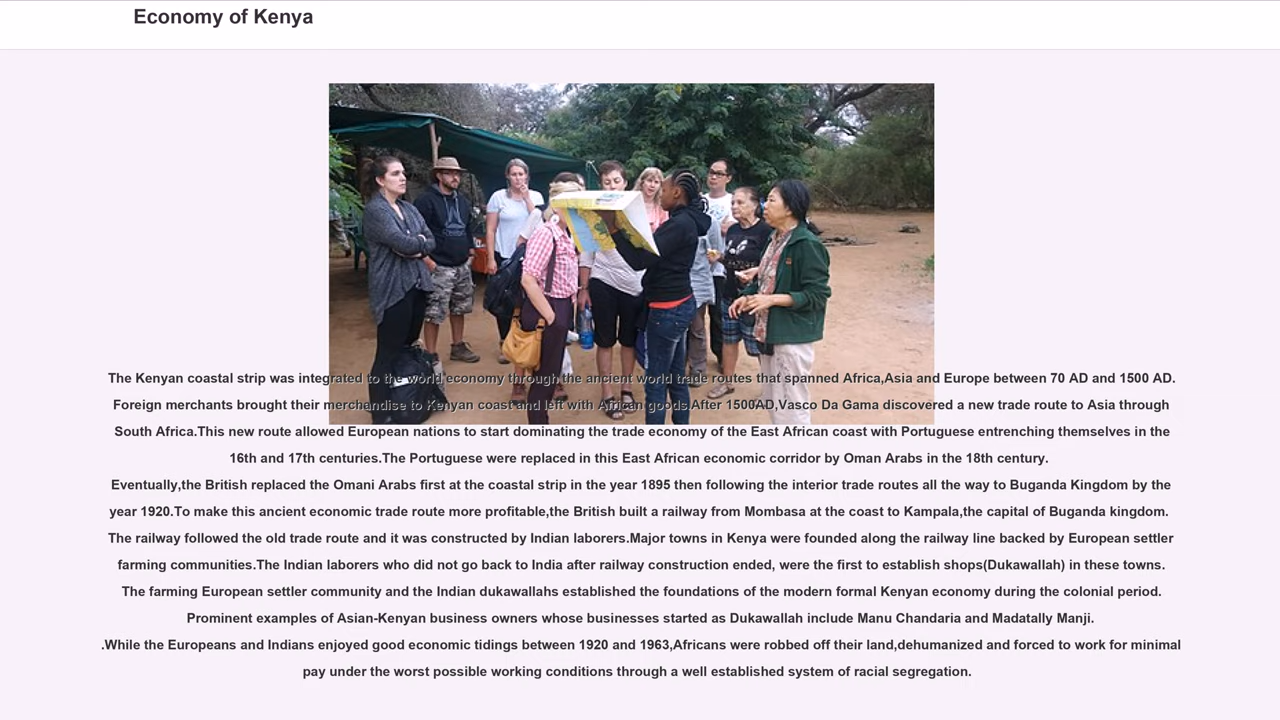 Economy of Kenya
The Kenyan coastal strip was integrated to the world economy through the ancient world trade routes that spanned Africa,Asia and Europe between 70 AD and 1500 AD.
Foreign merchants brought their merchandise to Kenyan coast and left with African goods.After 1500AD,Vasco Da Gama discovered a new trade route to Asia through
South Africa.This new route allowed European nations to start dominating the trade economy of the East African coast with Portuguese entrenching themselves in the
16th and 17th centuries.The Portuguese were replaced in this East African economic corridor by Oman Arabs in the 18th century.
Eventually,the British replaced the Omani Arabs first at the coastal strip in the year 1895 then following the interior trade routes all the way to Buganda Kingdom by the
year 1920.To make this ancient economic trade route more profitable,the British built a railway from Mombasa at the coast to Kampala,the capital of Buganda kingdom.
The railway followed the old trade route and it was constructed by Indian laborers.Major towns in Kenya were founded along the railway line backed by European settler
farming communities.The Indian laborers who did not go back to India after railway construction ended, were the first to establish shops(Dukawallah) in these towns.
The farming European settler community and the Indian dukawallahs established the foundations of the modern formal Kenyan economy during the colonial period.
Prominent examples of Asian-Kenyan business owners whose businesses started as Dukawallah include Manu Chandaria and Madatally Manji.
.While the Europeans and Indians enjoyed good economic tidings between 1920 and 1963,Africans were robbed off their land,dehumanized and forced to work for minimal
pay under the worst possible working conditions through a well established system of racial segregation.